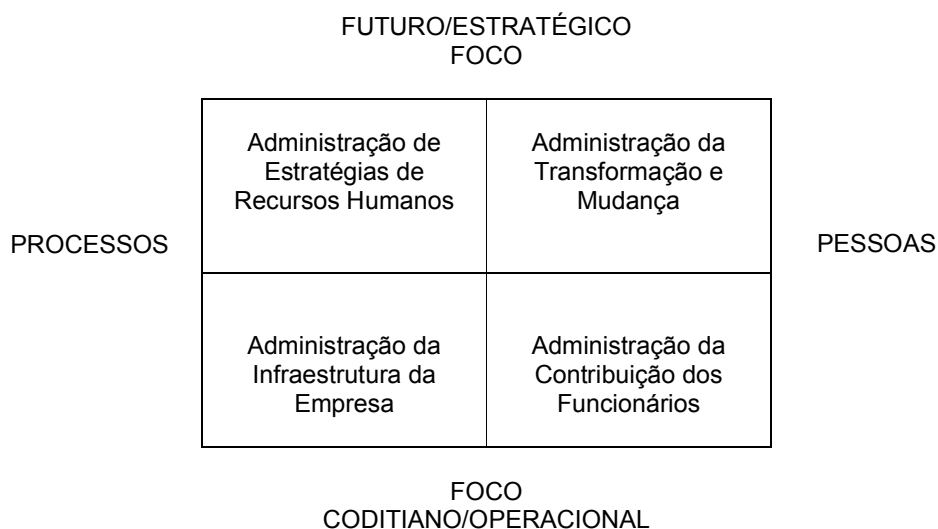 FUTURO/ESTRATÉGICO
FOCO
Administração de
Estratégias de
Recursos Humanos
Administração da
Transformação e
Mudança
PROCESSOS
PESSOAS
Administração da
Infraestrutura da
Empresa
Administração da
Contribuição dos
Funcionários
FOCO
CODITIANO/OPERACIONAL